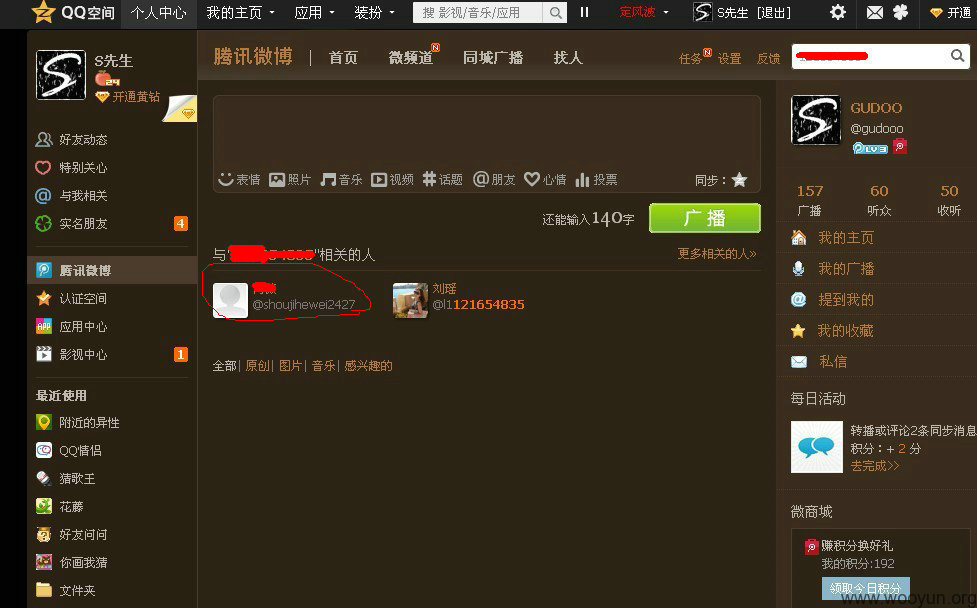 QQ空间 个人中心 我的主页 应用 装扮 搜 影视/音乐/应用 定风波 S先生 [退出] 开通
S先生
24
开通黄钻
好友动态
特别关心
与我相关
实名朋友 4
腾讯微博
认证空间
APP 应用中心
影视中心 1
最近使用
附近的异性
QQ情侣
猜歌王
花藤
好友问问
你画我猜
文件夹
腾讯微博 | 首页 微频道 N 同城广播 找人 任务 N 设置 反馈
表情 照片 音乐 视频 #话题 @朋友 心情 投票 同步：
还能输入140字 广播
与" "相关的人 更多相关的人»
@shoujihewei2427
刘瑶
@l1121654835
全部| 原创| 图片| 音乐| 感兴趣的
GUDOO
@gudooo
LV3
157 60 50
广播 听众 收听
我的主页
我的广播
提到我的
我的收藏
私信
每日活动
转播或评论2条同步消息
积分：+ 2 分
去完成>>
微商城
赚积分换好礼
我的积分:192
领取今日积分
www.wooyun.org